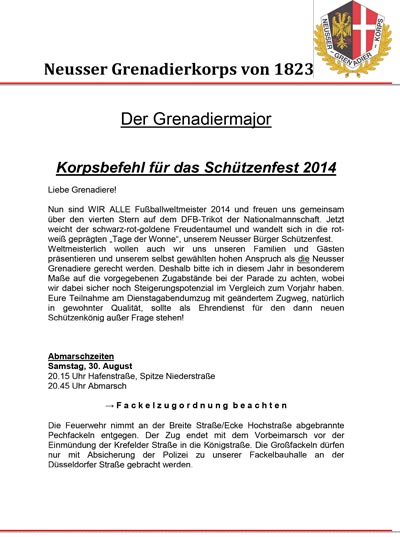 Neusser Grenadierkorps von 1823
NEUSSER
GRENADIER
KORPS
Der Grenadiermajor
Korpsbefehl für das Schützenfest 2014
Liebe Grenadiere!
Nun sind WIR ALLE Fußballweltmeister 2014 und freuen uns gemeinsam
über den vierten Stern auf dem DFB-Trikot der Nationalmannschaft. Jetzt
weicht der schwarz-rot-goldene Freudentaumel und wandelt sich in die rot-
weiß geprägten „Tage der Wonne“, unserem Neusser Bürger Schützenfest.
Weltmeisterlich wollen auch wir uns unseren Familien und Gästen
präsentieren und unserem selbst gewählten hohen Anspruch als die Neusser
Grenadiere gerecht werden. Deshalb bitte ich in diesem Jahr in besonderem
Maße auf die vorgegebenen Zugabstände bei der Parade zu achten, wobei
wir dabei sicher noch Steigerungspotenzial im Vergleich zum Vorjahr haben.
Eure Teilnahme am Dienstagabendumzug mit geändertem Zugweg, natürlich
in gewohnter Qualität, sollte als Ehrendienst für den dann neuen
Schützenkönig außer Frage stehen!
Abmarschzeiten
Samstag, 30. August
20.15 Uhr Hafenstraße, Spitze Niederstraße
20.45 Uhr Abmarsch
→ F a c k e l z u g o r d n u n g  b e a c h t e n
Die Feuerwehr nimmt an der Breite Straße/Ecke Hochstraße abgebrannte
Pechfackeln entgegen. Der Zug endet mit dem Vorbeimarsch vor der
Einmündung der Krefelder Straße in die Königstraße. Die Großfackeln dürfen
nur mit Absicherung der Polizei zu unserer Fackelbauhalle an der
Düsseldorfer Straße gebracht werden.